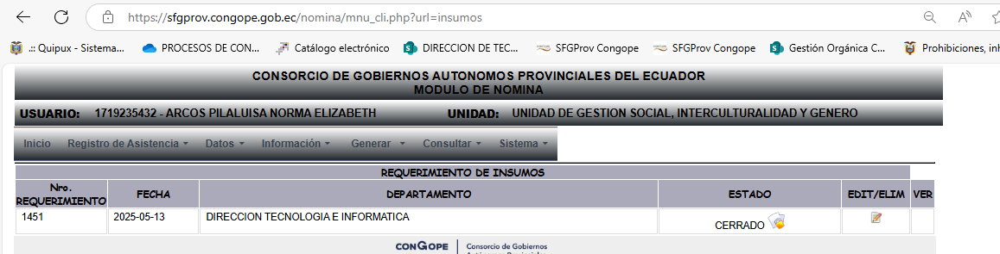 https://sfgprov.congope.gob.ec/nomina/mnu_cli.php?url=insumos
.:: Quipux - Sistema... PROCESOS DE CON... Catálogo electrónico DIRECCION DE TEC... SFGProv Congope SFGProv Congope Gestión Orgánica C... Prohibiciones, inh
CONSORCIO DE GOBIERNOS AUTONOMOS PROVINCIALES DEL ECUADOR
MODULO DE NOMINA
USUARIO: 1719235432 - ARCOS PILALUISA NORMA ELIZABETH UNIDAD: UNIDAD DE GESTION SOCIAL, INTERCULTURALIDAD Y GENERO
Inicio Registro de Asistencia Datos Información Generar Consultar Sistema
REQUERIMIENTO DE INSUMOS
Nro. REQUERIMIENTO FECHA DEPARTAMENTO ESTADO EDIT/ELIM VER
1451 2025-05-13 DIRECCION TECNOLOGIA E INFORMATICA CERRADO
CONGOPE Consorcio de Gobiernos
Autónomos Provinciales